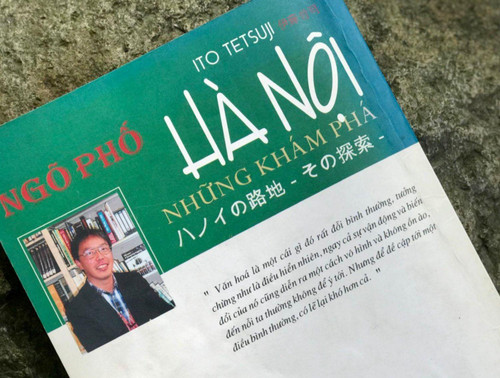 ITO TETSUJI
NGÕ PHỐ
HÀ NỘI
NHỮNG KHÁM PHÁ
ハノイの路地 - その探索 -
" Văn hoá là một cái gì đó rất đỗi bình thường, tưởng
chừng như là điều hiển nhiên, ngay cả sự vận động và biến
đổi của nó cũng diễn ra một cách vô hình và không ồn ào,
đến nỗi ta thường không để ý tới. Nhưng để đề cập tới một
điều bình thường, có lẽ lại khó hơn cả. "